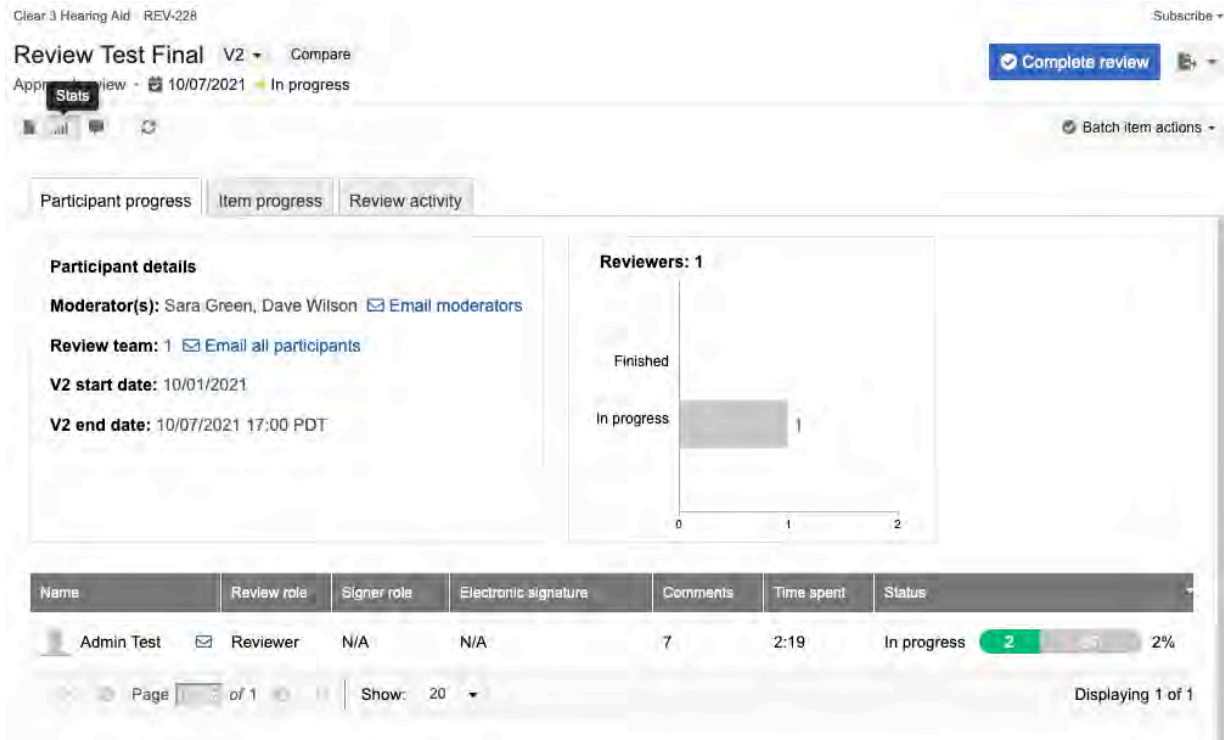 Clear 3 Hearing Aid REV-228
Subscribe
Review Test Final V2 Compare
Complete review
view - 10/07/2021 In progress
Stats
Batch item actions
Participant progress Item progress Review activity
Participant details
Moderator(s): Sara Green, Dave Wilson Email moderators
Review team: 1 Email all participants
V2 start date: 10/01/2021
V2 end date: 10/07/2021 17:00 PDT
Reviewers: 1
Finished
In progress
1
0 1 2
Name Review role Signer role Electronic signature Comments Time spent Status
Admin Test Reviewer N/A N/A 7 2:19 In progress 2 2%
Page of 1 Show: 20 Displaying 1 of 1